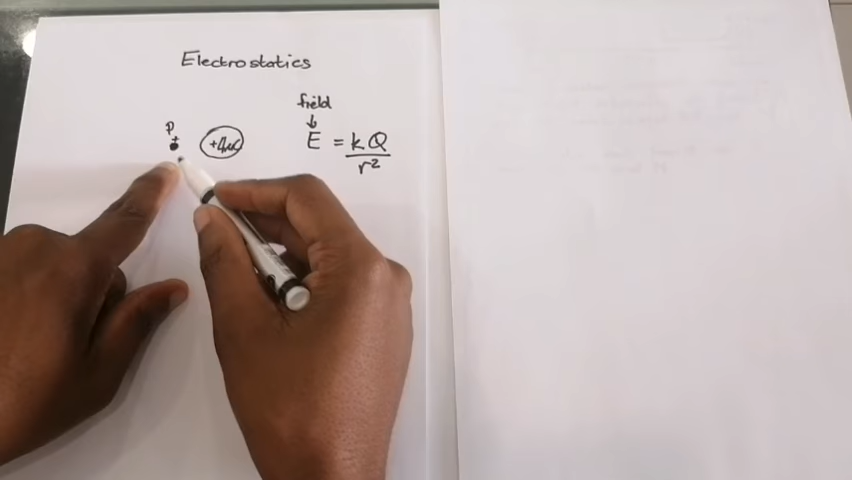 Electrostatics
field
↓
P
+
E = kQ
r²